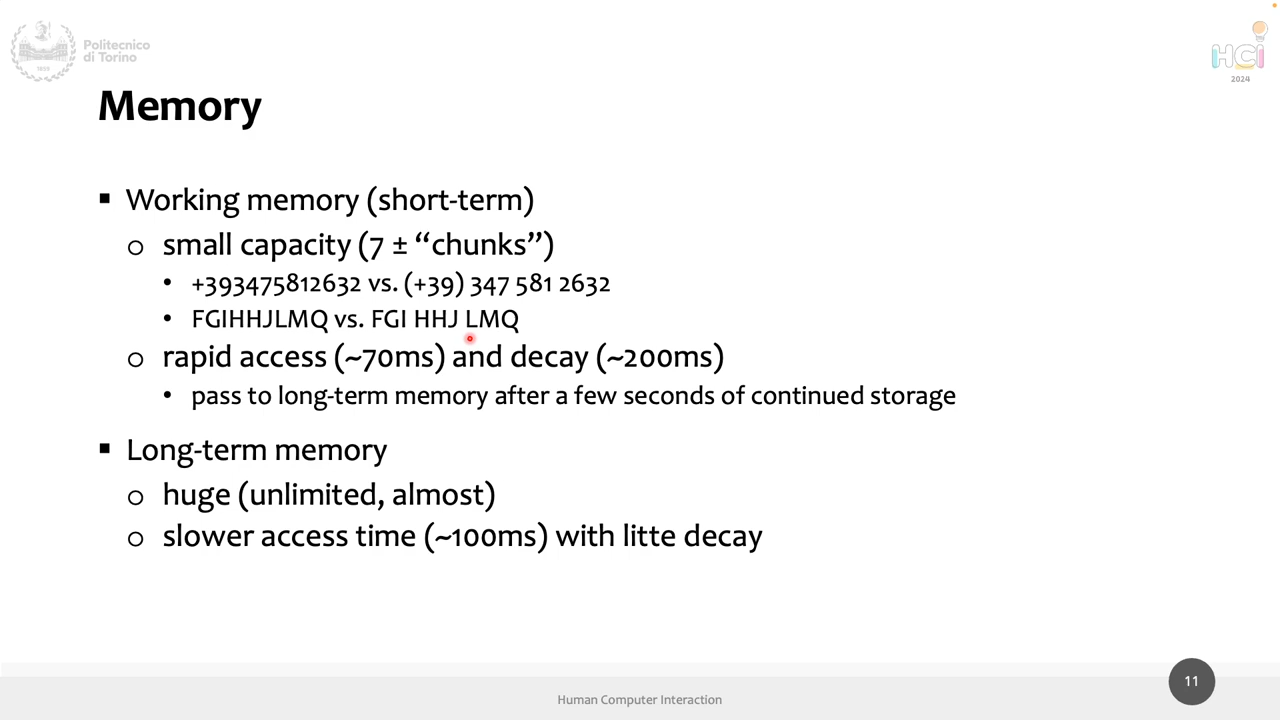 Politecnico
di Torino
1859
HCI
2024
Memory
Working memory (short-term)
small capacity (7 ± “chunks”)
+393475812632 vs. (+39) 347 581 2632
FGIHHJLMQ vs. FGI HHJ LMQ
rapid access (~70ms) and decay (~200ms)
pass to long-term memory after a few seconds of continued storage
Long-term memory
huge (unlimited, almost)
slower access time (~100ms) with litte decay
11
Human Computer Interaction